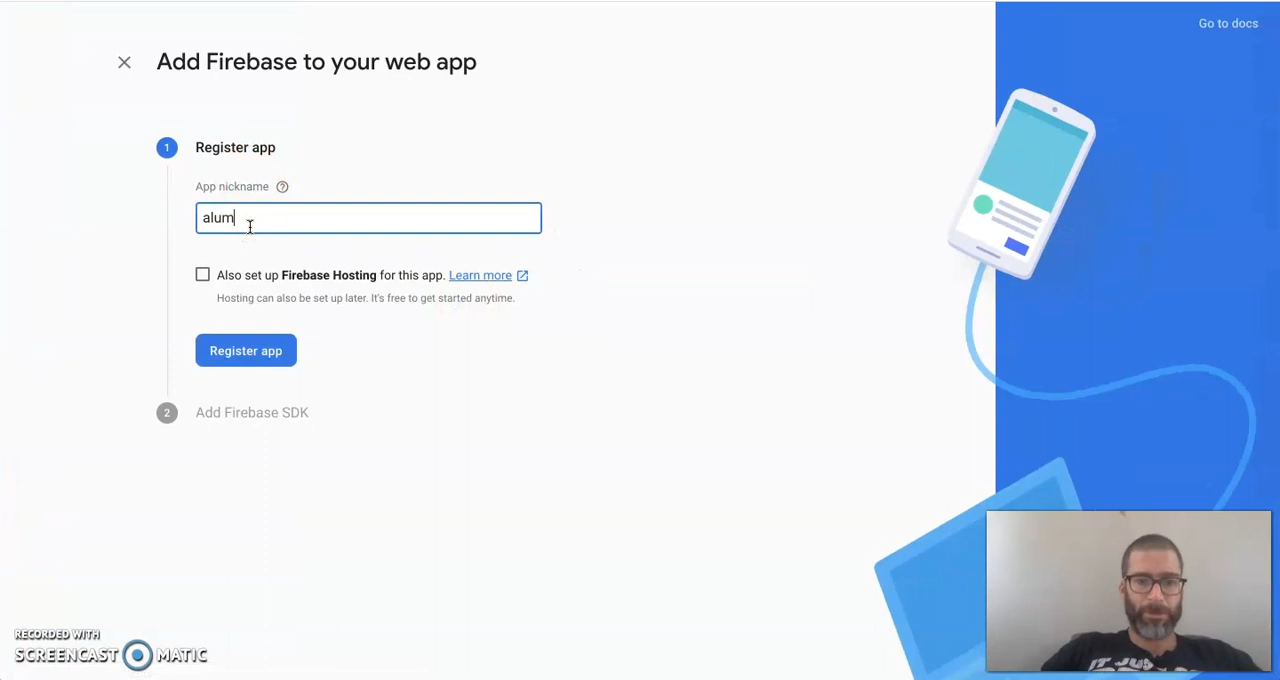 Go to docs
Add Firebase to your web app
1 Register app
App nickname ?
alum
Also set up Firebase Hosting for this app. Learn more
Hosting can also be set up later. It's free to get started anytime.
Register app
2 Add Firebase SDK
RECORDED WITH
SCREENCAST MATIC
IT JUST